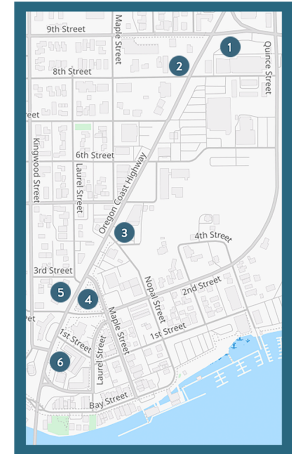 9th Street
Maple Street
1
Quince Street
2
8th Street
Kingwood Street
6th Street
Laurel Street
Oregon Coast Highway
3
4th Street
3rd Street
5
4
2nd Street
Nopal Street
Maple Street
1st Street
1st Street
Laurel Street
6
Bay Street